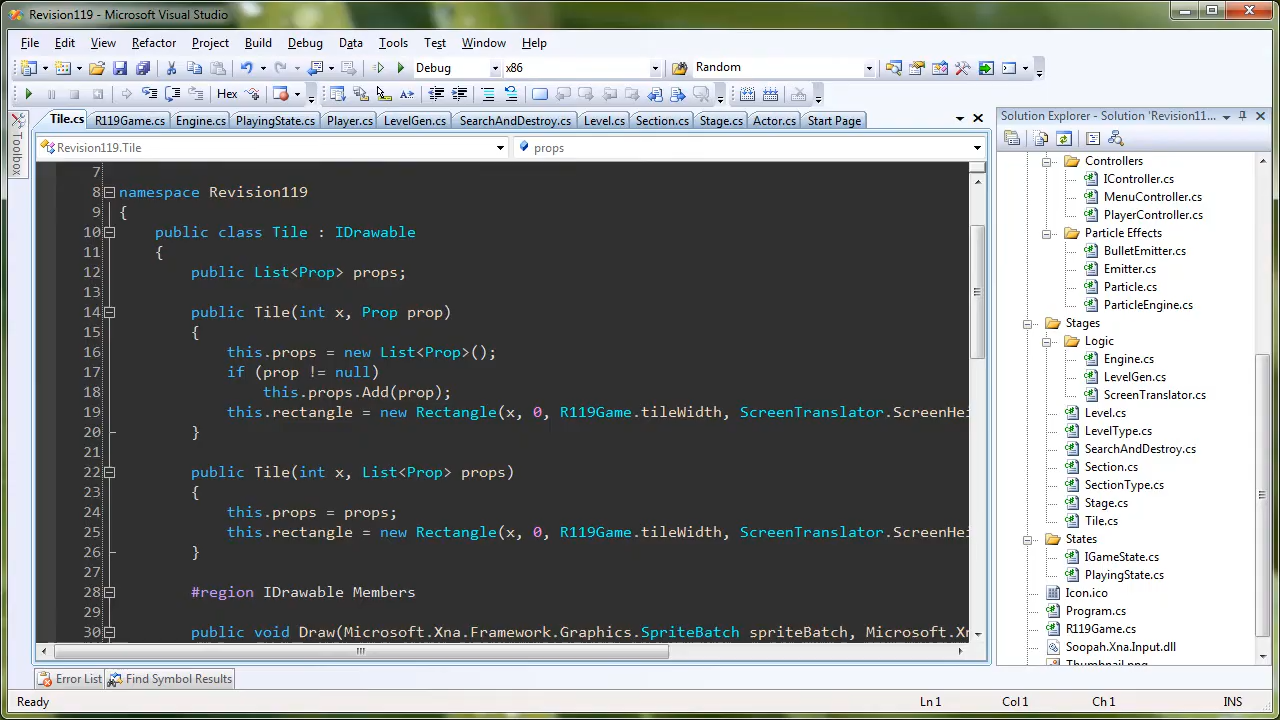 Revision119 - Microsoft Visual Studio
File Edit View Refactor Project Build Debug Data Tools Test Window Help
Debug x86 Random
Hex
Tile.cs R119Game.cs Engine.cs PlayingState.cs Player.cs LevelGen.cs SearchAndDestroy.cs Level.cs Section.cs Stage.cs Actor.cs Start Page
Toolbox
Revision119.Tile props
7
8 namespace Revision119
9 {
10 public class Tile : IDrawable
11 {
12 public List<Prop> props;
13
14 public Tile(int x, Prop prop)
15 {
16 this.props = new List<Prop>();
17 if (prop != null)
18 this.props.Add(prop);
19 this.rectangle = new Rectangle(x, 0, R119Game.tileWidth, ScreenTranslator.ScreenHei
20 }
21
22 public Tile(int x, List<Prop> props)
23 {
24 this.props = props;
25 this.rectangle = new Rectangle(x, 0, R119Game.tileWidth, ScreenTranslator.ScreenHei
26 }
27
28 #region IDrawable Members
29
30 public void Draw(Microsoft.Xna.Framework.Graphics.SpriteBatch spriteBatch, Microsoft.Xn
Solution Explorer - Solution 'Revision11...
Controllers
IController.cs
MenuController.cs
PlayerController.cs
Particle Effects
BulletEmitter.cs
Emitter.cs
Particle.cs
ParticleEngine.cs
Stages
Logic
Engine.cs
LevelGen.cs
ScreenTranslator.cs
Level.cs
LevelType.cs
SearchAndDestroy.cs
Section.cs
SectionType.cs
Stage.cs
Tile.cs
States
IGameState.cs
PlayingState.cs
Icon.ico
Program.cs
R119Game.cs
Soopah.Xna.Input.dll
Thumbnail.png
Error List Find Symbol Results
Ready Ln 1 Col 1 Ch 1 INS